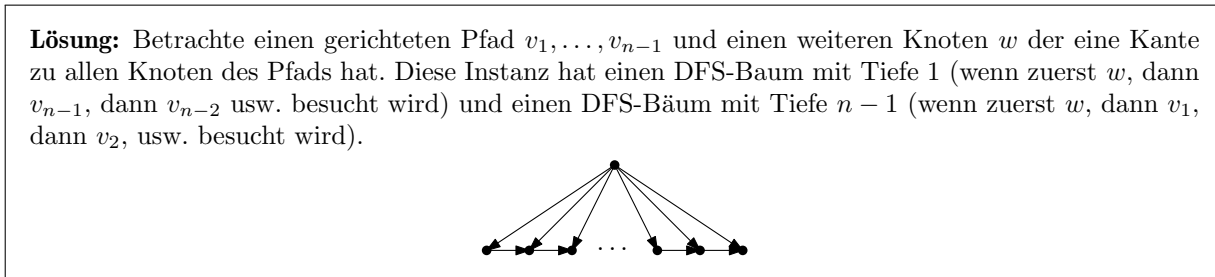 Lösung: Betrachte einen gerichteten Pfad v₁, . . . , vₙ₋₁ und einen weiteren Knoten w der eine Kante
zu allen Knoten des Pfads hat. Diese Instanz hat einen DFS-Baum mit Tiefe 1 (wenn zuerst w, dann
vₙ₋₁, dann vₙ₋₂ usw. besucht wird) und einen DFS-Bäum mit Tiefe n − 1 (wenn zuerst w, dann v₁,
dann v₂, usw. besucht wird).
. . .